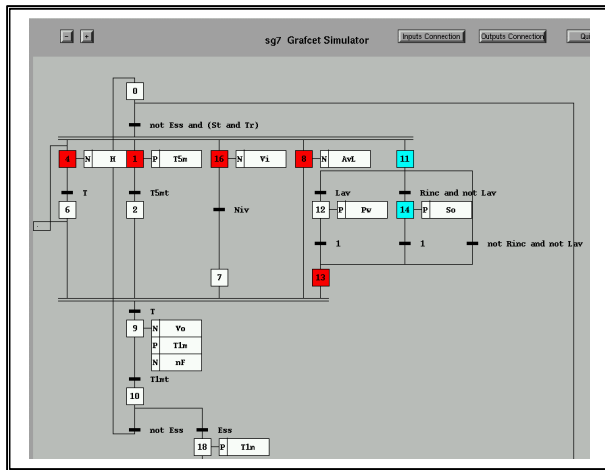 - +
sg7 Grafcet Simulator
Inputs Connection Outputs Connection
0
not Ess and (St and Tr)
4 N H 1 P T5m 16 N Vi 8 N AvL 11
T T5mt Lav Rinc and not Lav
6 2 Niv 12 P Pw 14 P So
1 1 not Rinc and not Lav
7 13
T
9 N Vo
P T1m
N nF
T1mt
10
not Ess Ess
18 P T1m